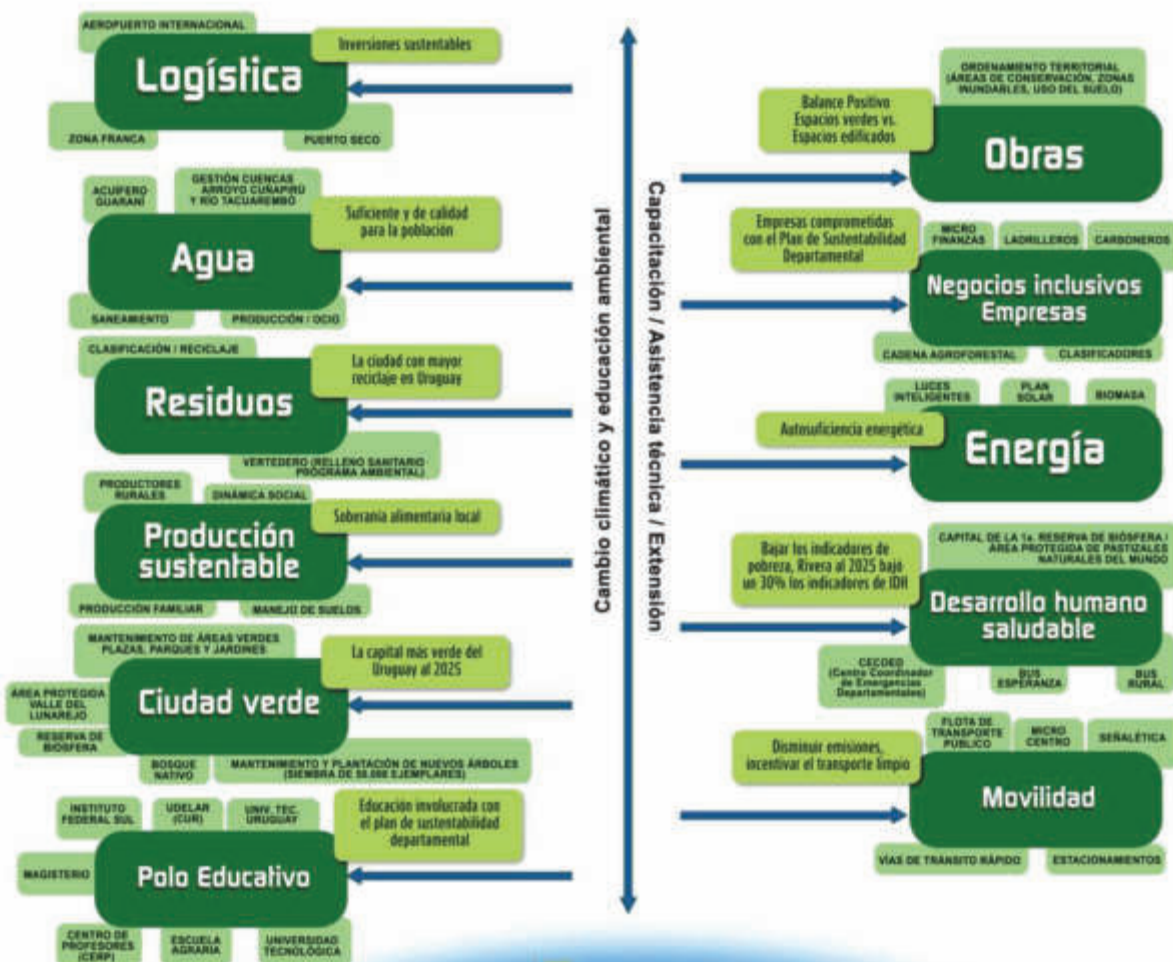 AEROPUERTO INTERNACIONAL
Logística
Inversiones sustentables
ZONA FRANCA
PUERTO SECO
ACUIFERO
GUARANÍ
GESTIÓN CUENCAS
ARROYO CUÑAPIRÚ
Y RÍO TACUAREMBÓ
Agua
Suficiente y de calidad
para la población
SANEAMIENTO
PRODUCCIÓN / OCIO
CLASIFICACIÓN / RECICLAJE
Residuos
La ciudad con mayor
reciclaje en Uruguay
VERTEDERO (RELLENO SANITARIO
PROGRAMA AMBIENTAL)
PRODUCTORES
RURALES
DINÁMICA SOCIAL
Producción
sustentable
Soberanía alimentaria local
PRODUCCIÓN FAMILIAR
MANEJO DE SUELOS
MANTENIMIENTO DE ÁREAS VERDES
PLAZAS, PARQUES Y JARDINES
Ciudad verde
La capital más verde del
Uruguay al 2025
ÁREA PROTEGIDA
VALLE DEL
LUNAREJO
RESERVA DE
BIÓSFERA
BOSQUE
NATIVO
MANTENIMIENTO Y PLANTACIÓN DE NUEVOS ÁRBOLES
(SIEMBRA DE 50.000 EJEMPLARES)
INSTITUTO
FEDERAL SUL
UDELAR
(CUR)
UNIV. TEC.
URUGUAY
Educación involucrada con
el plan de sustentabilidad
departamental
MAGISTERIO
Polo Educativo
CENTRO DE
PROFESORES
(CERP)
ESCUELA
AGRARIA
UNIVERSIDAD
TECNOLÓGICA
Cambio climático y educación ambiental
Capacitación / Asistencia técnica / Extensión
ORDENAMIENTO TERRITORIAL
(ÁREAS DE CONSERVACIÓN, ZONAS
INUNDABLES, USO DEL SUELO)
Balance Positivo
Espacios verdes vs.
Espacios edificados
Obras
Empresas comprometidas
con el Plan de Sustentabilidad
Departamental
MICRO
FINANZAS
LADRILLEROS
CARBONEROS
Negocios inclusivos
Empresas
CADENA AGROFORESTAL
CLASIFICADORES
LUCES
INTELIGENTES
PLAN
SOLAR
BIOMASA
Autosuficiencia energética
Energía
CAPITAL DE LA 1a. RESERVA DE BIÓSFERA /
ÁREA PROTEGIDA DE PASTIZALES
NATURALES DEL MUNDO
Bajar los indicadores de
pobreza, Rivera al 2025 bajó
un 30% los indicadores de IDH
Desarrollo humano
saludable
CECOED
(Centro Coordinador
de Emergencias
Departamentales)
BUS
ESPERANZA
BUS
RURAL
FLOTA DE
TRANSPORTE
PÚBLICO
MICRO
CENTRO
SEÑALÉTICA
Disminuir emisiones,
incentivar el transporte limpio
Movilidad
VÍAS DE TRÁNSITO RÁPIDO
ESTACIONAMIENTOS